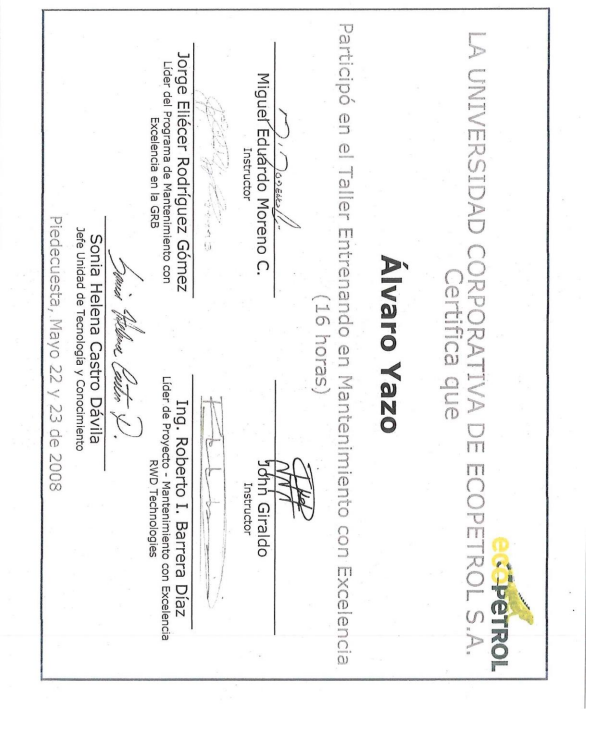 ecopeTROL
LA UNIVERSIDAD CORPORATIVA DE ECOPETROL S.A.
Certifica que
Álvaro Yazo
Participó en el Taller Entrenando en Mantenimiento con Excelencia
(16 horas)
Miguel Eduardo Moreno C.
Instructor
John Giraldo
Instructor
Jorge Eliécer Rodríguez Gómez
Líder del Programa de Mantenimiento con
Excelencia en la GRB
Ing. Roberto I. Barrera Díaz
Líder de Proyecto - Mantenimiento con Excelencia
RWD Technologies
Sonia Helena Castro D.
Sonia Helena Castro Dávila
Jefe Unidad de Tecnología y Conocimiento
Piedecuesta, Mayo 22 y 23 de 2008